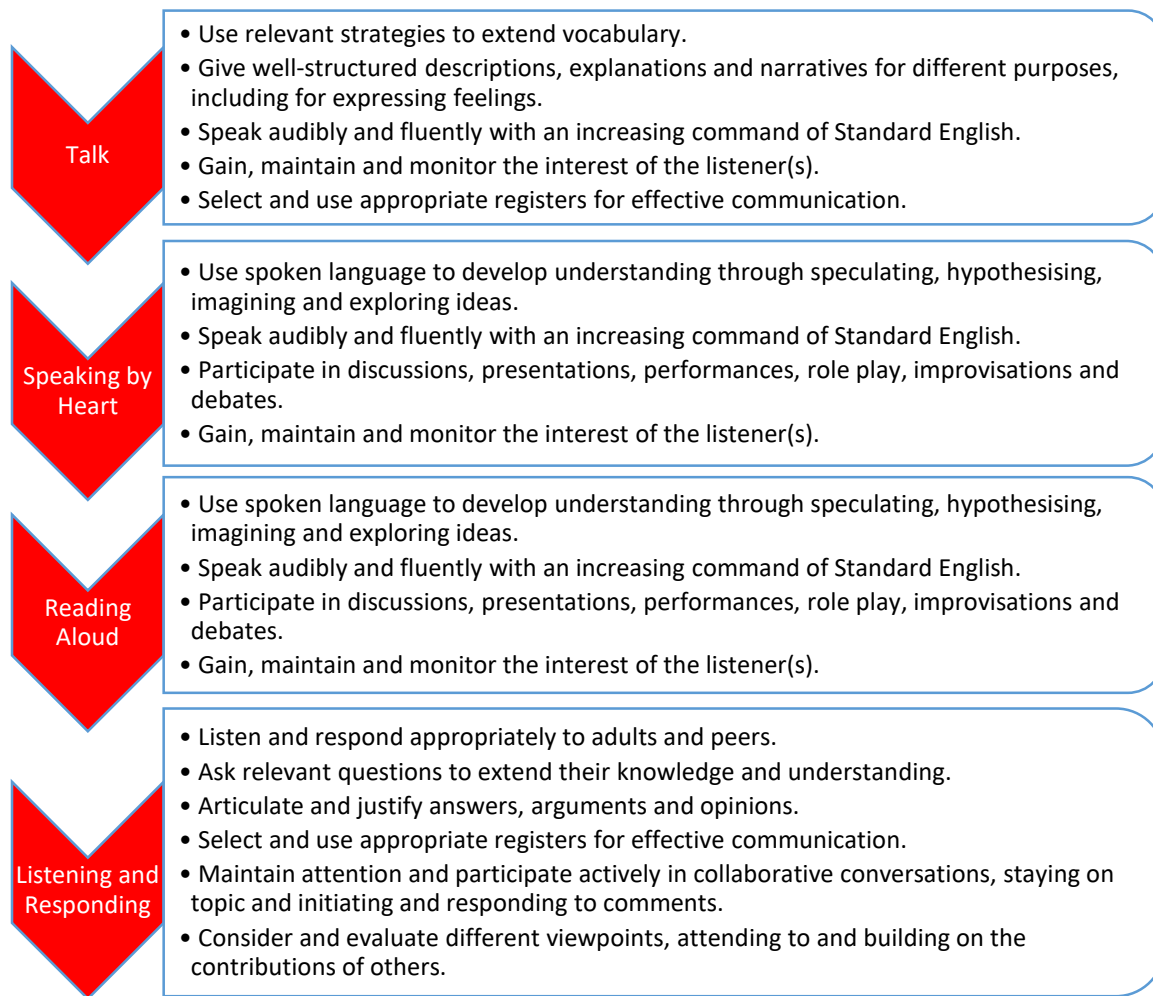 Talk
• Use relevant strategies to extend vocabulary.
• Give well-structured descriptions, explanations and narratives for different purposes,
including for expressing feelings.
• Speak audibly and fluently with an increasing command of Standard English.
• Gain, maintain and monitor the interest of the listener(s).
• Select and use appropriate registers for effective communication.
Speaking by
Heart
• Use spoken language to develop understanding through speculating, hypothesising,
imagining and exploring ideas.
• Speak audibly and fluently with an increasing command of Standard English.
• Participate in discussions, presentations, performances, role play, improvisations and
debates.
• Gain, maintain and monitor the interest of the listener(s).
Reading
Aloud
• Use spoken language to develop understanding through speculating, hypothesising,
imagining and exploring ideas.
• Speak audibly and fluently with an increasing command of Standard English.
• Participate in discussions, presentations, performances, role play, improvisations and
debates.
• Gain, maintain and monitor the interest of the listener(s).
Listening and
Responding
• Listen and respond appropriately to adults and peers.
• Ask relevant questions to extend their knowledge and understanding.
• Articulate and justify answers, arguments and opinions.
• Select and use appropriate registers for effective communication.
• Maintain attention and participate actively in collaborative conversations, staying on
topic and initiating and responding to comments.
• Consider and evaluate different viewpoints, attending to and building on the
contributions of others.